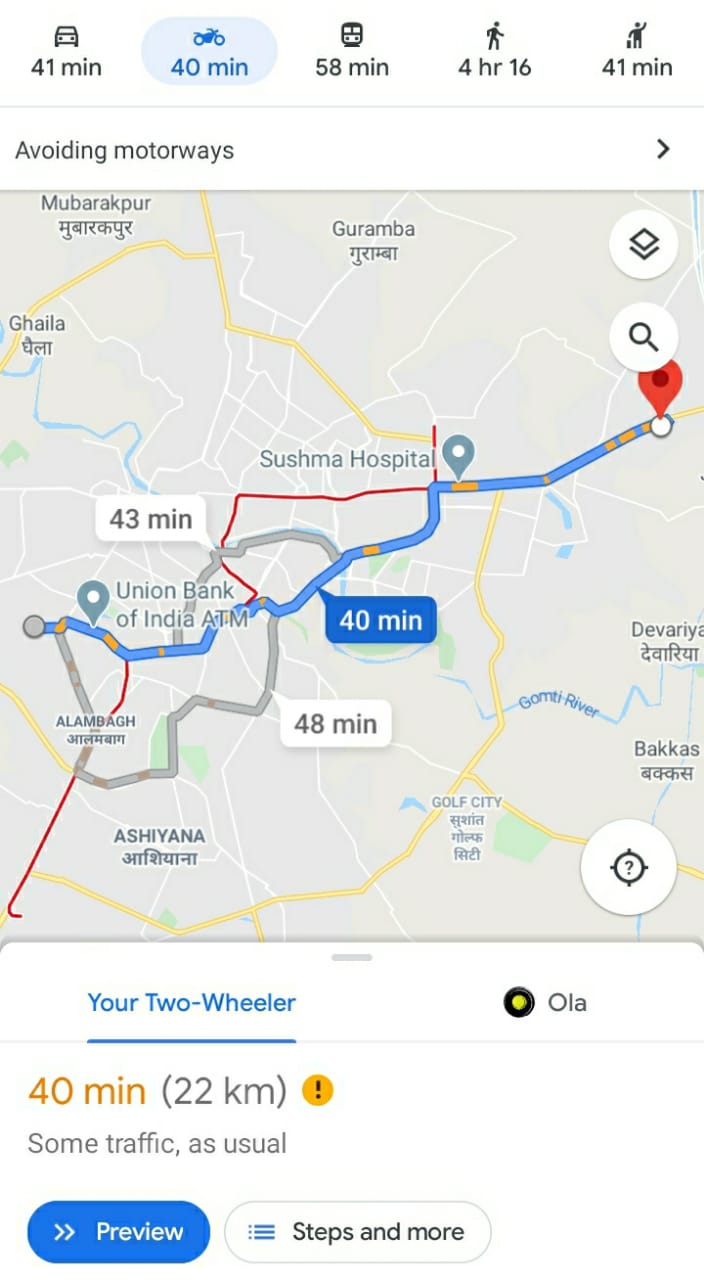 41 min
40 min
58 min
4 hr 16
41 min
Avoiding motorways
Mubarakpur
मुबारकपुर
Guramba
गुराम्बा
Ghaila
घैला
Sushma Hospital
43 min
Union Bank
of India ATM
40 min
Devariya
देवारिया
Gomti River
48 min
ALAMBAGH
आलमबाग
Bakkas
बक्कस
GOLF CITY
सुशांत
गोल्फ
सिटी
ASHIYANA
आशियाना
?
Your Two-Wheeler
Ola
40 min (22 km) !
Some traffic, as usual
Preview
Steps and more